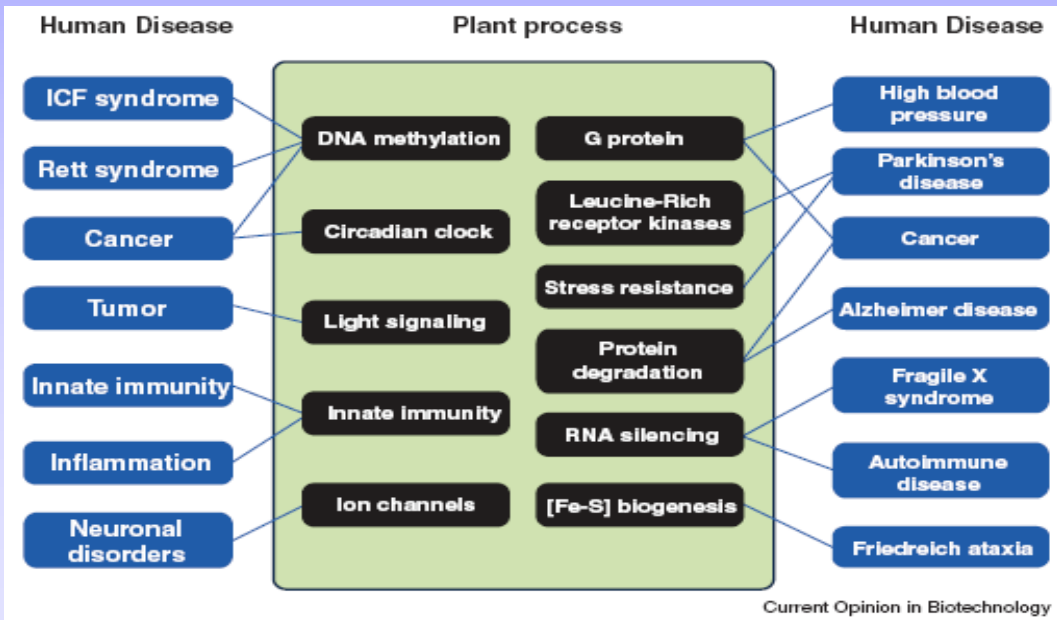 Human Disease
Plant process
Human Disease
ICF syndrome
Rett syndrome
Cancer
Tumor
Innate immunity
Inflammation
Neuronal
disorders
DNA methylation
Circadian clock
Light signaling
Innate immunity
Ion channels
G protein
Leucine-Rich
receptor kinases
Stress resistance
Protein
degradation
RNA silencing
[Fe-S] biogenesis
High blood
pressure
Parkinson's
disease
Cancer
Alzheimer disease
Fragile X
syndrome
Autoimmune
disease
Friedreich ataxia
Current Opinion in Biotechnology